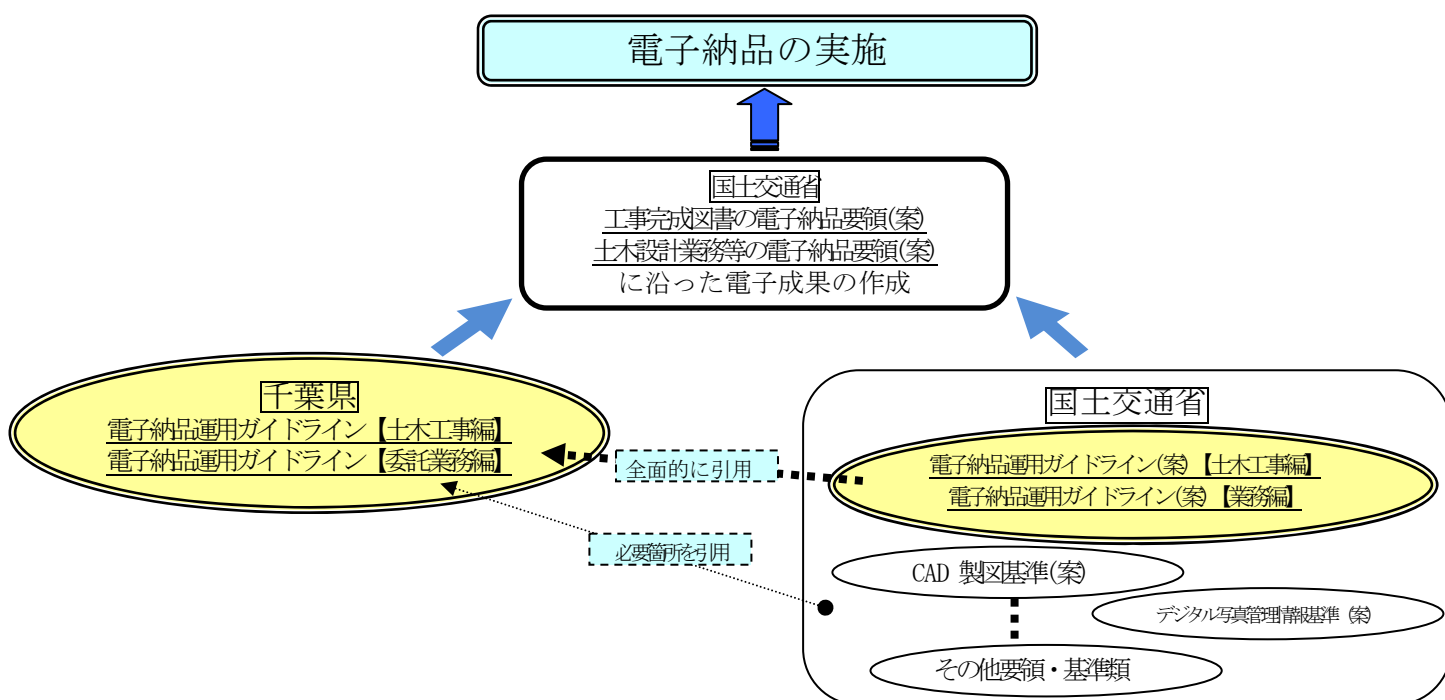 電子納品の実施
国土交通省
工事完成図書の電子納品要領(案)
土木設計業務等の電子納品要領(案)
に沿った電子成果の作成
千葉県
電子納品運用ガイドライン【土木工事編】
電子納品運用ガイドライン【委託業務編】
全面的に引用
必要箇所を引用
国土交通省
電子納品運用ガイドライン(案)【土木工事編】
電子納品運用ガイドライン(案)【業務編】
CAD 製図基準(案)
デジタル写真管理情報基準 (案)
その他要領・基準類